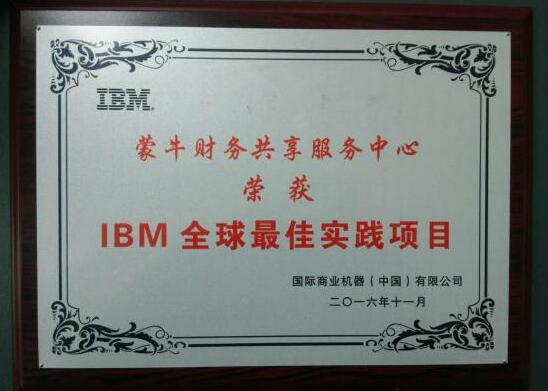 IBM
蒙牛财务共享服务中心
荣获
IBM 全球最佳实践项目
国际商业机器（中国）有限公司
二〇一六年十一月